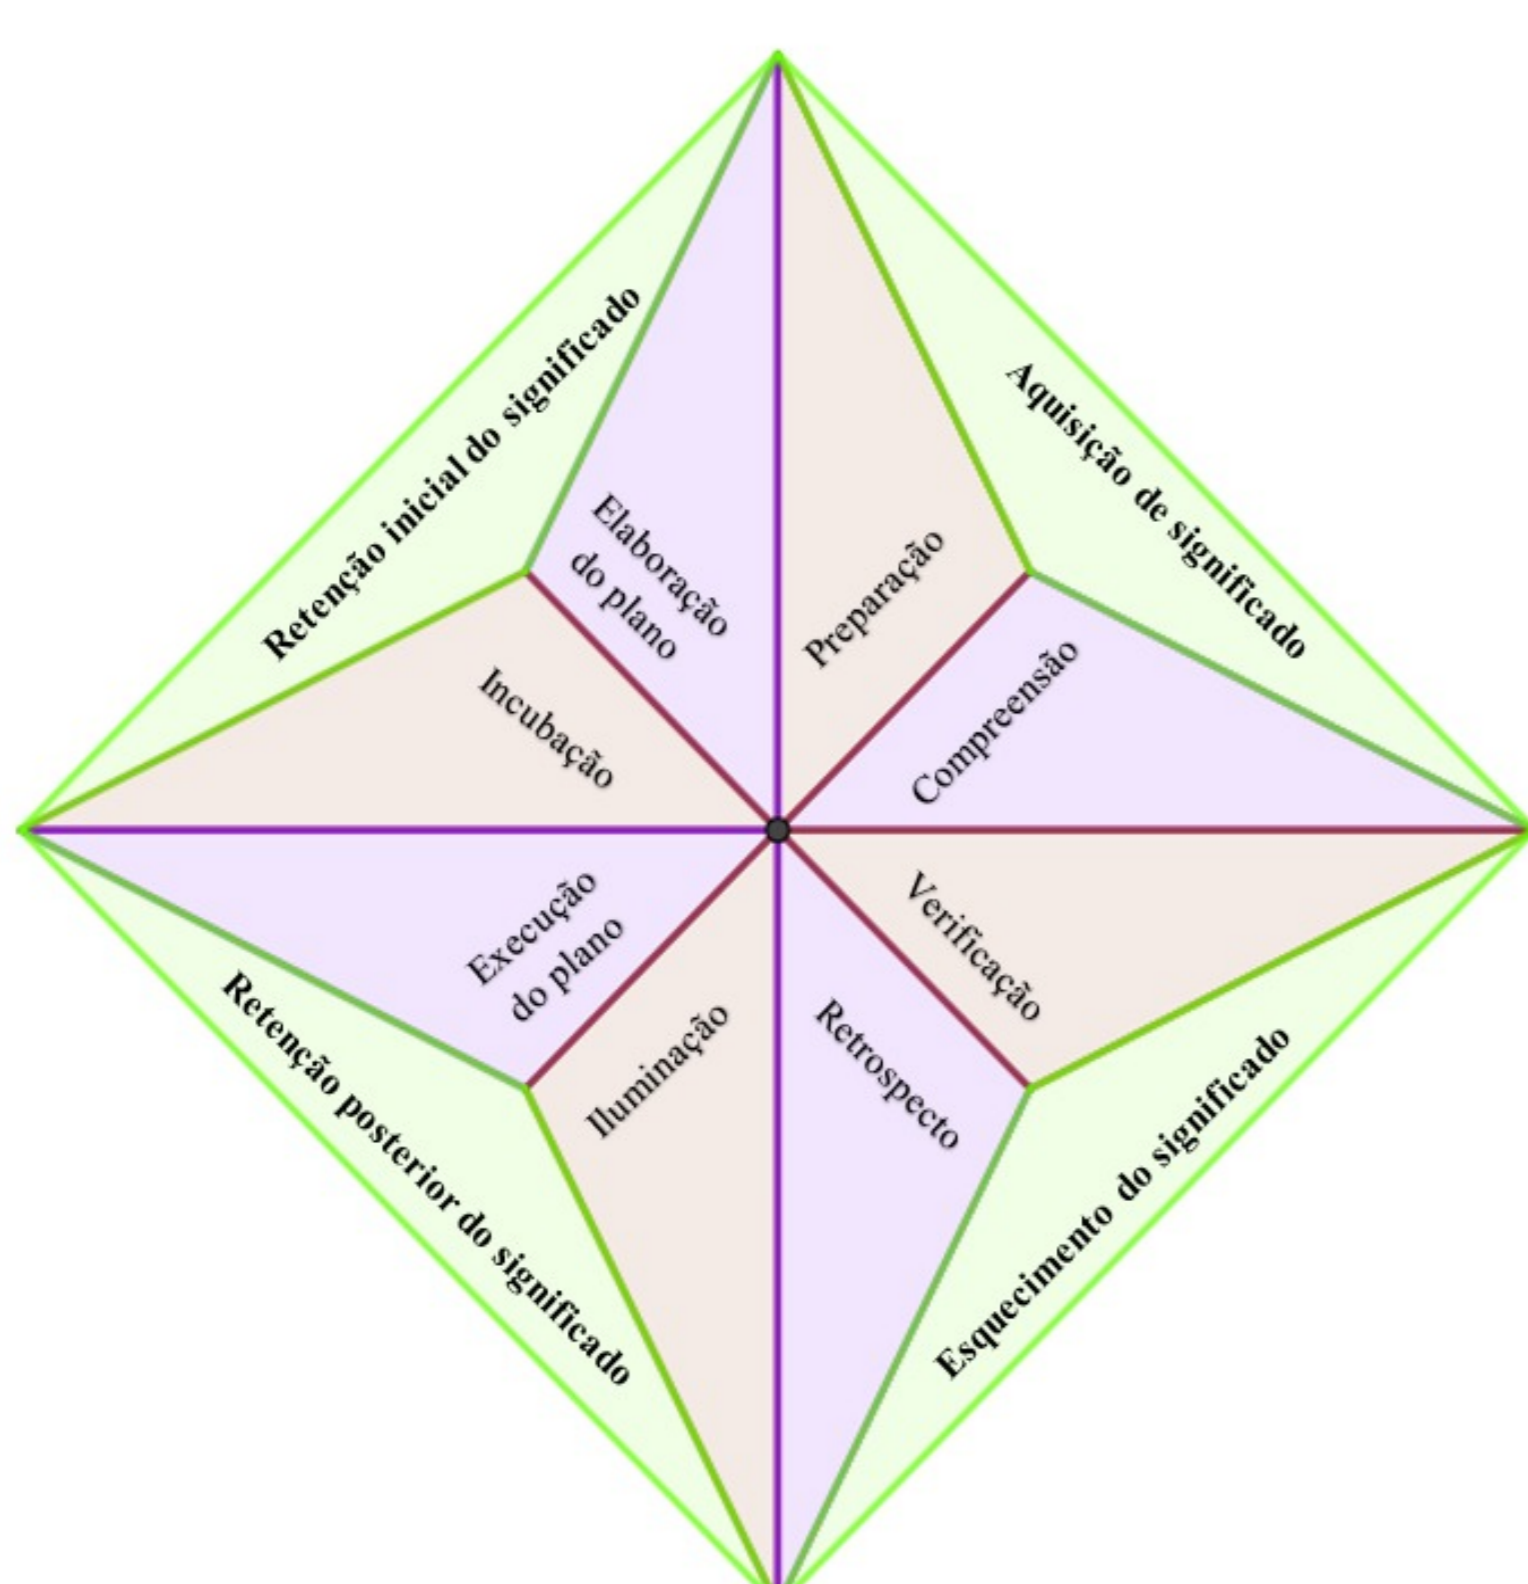 Retenção inicial do significado
Aquisição de significado
Elaboração
do plano
Preparação
Incubação
Compreensão
Execução
do plano
Verificação
Iluminação
Retrospecto
Retenção posterior do significado
Esquecimento do significado